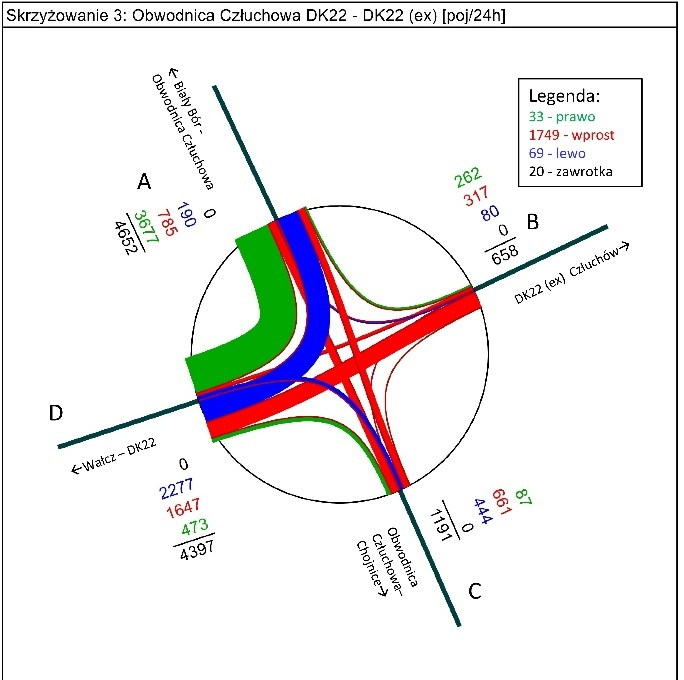 Skrzyżowanie 3: Obwodnica Człuchowa DK22 - DK22 (ex) [poj/24h]
Legenda:
33 - prawo
1749 - wprost
69 - lewo
20 - zawrotka
← Biały Bór -
Obwodnica Człuchowa
A
0
190
785
3677
4652
262
317
80
0
658
B
DK22 (ex) Człuchów→
D
←Wałcz – DK22
0
2277
1647
473
4397
87
661
444
0
1191
Obwodnica
Człuchowa–
Chojnice→
C